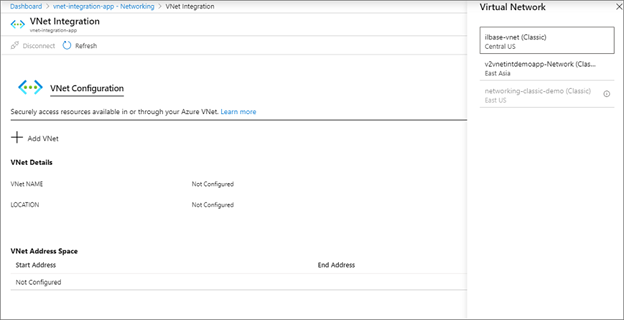 Dashboard > vnet-integration-app - Networking > VNet Integration
VNet Integration
vnet-integration-app
Disconnect Refresh
VNet Configuration
Securely access resources available in or through your Azure VNet. Learn more
Add VNet
VNet Details
VNet NAME Not Configured
LOCATION Not Configured
VNet Address Space
Start Address End Address
Not Configured
Virtual Network
ilbase-vnet (Classic)
Central US
v2vnetintdemoapp-Network (Clas...
East Asia
networking-classic-demo (Classic)
East US